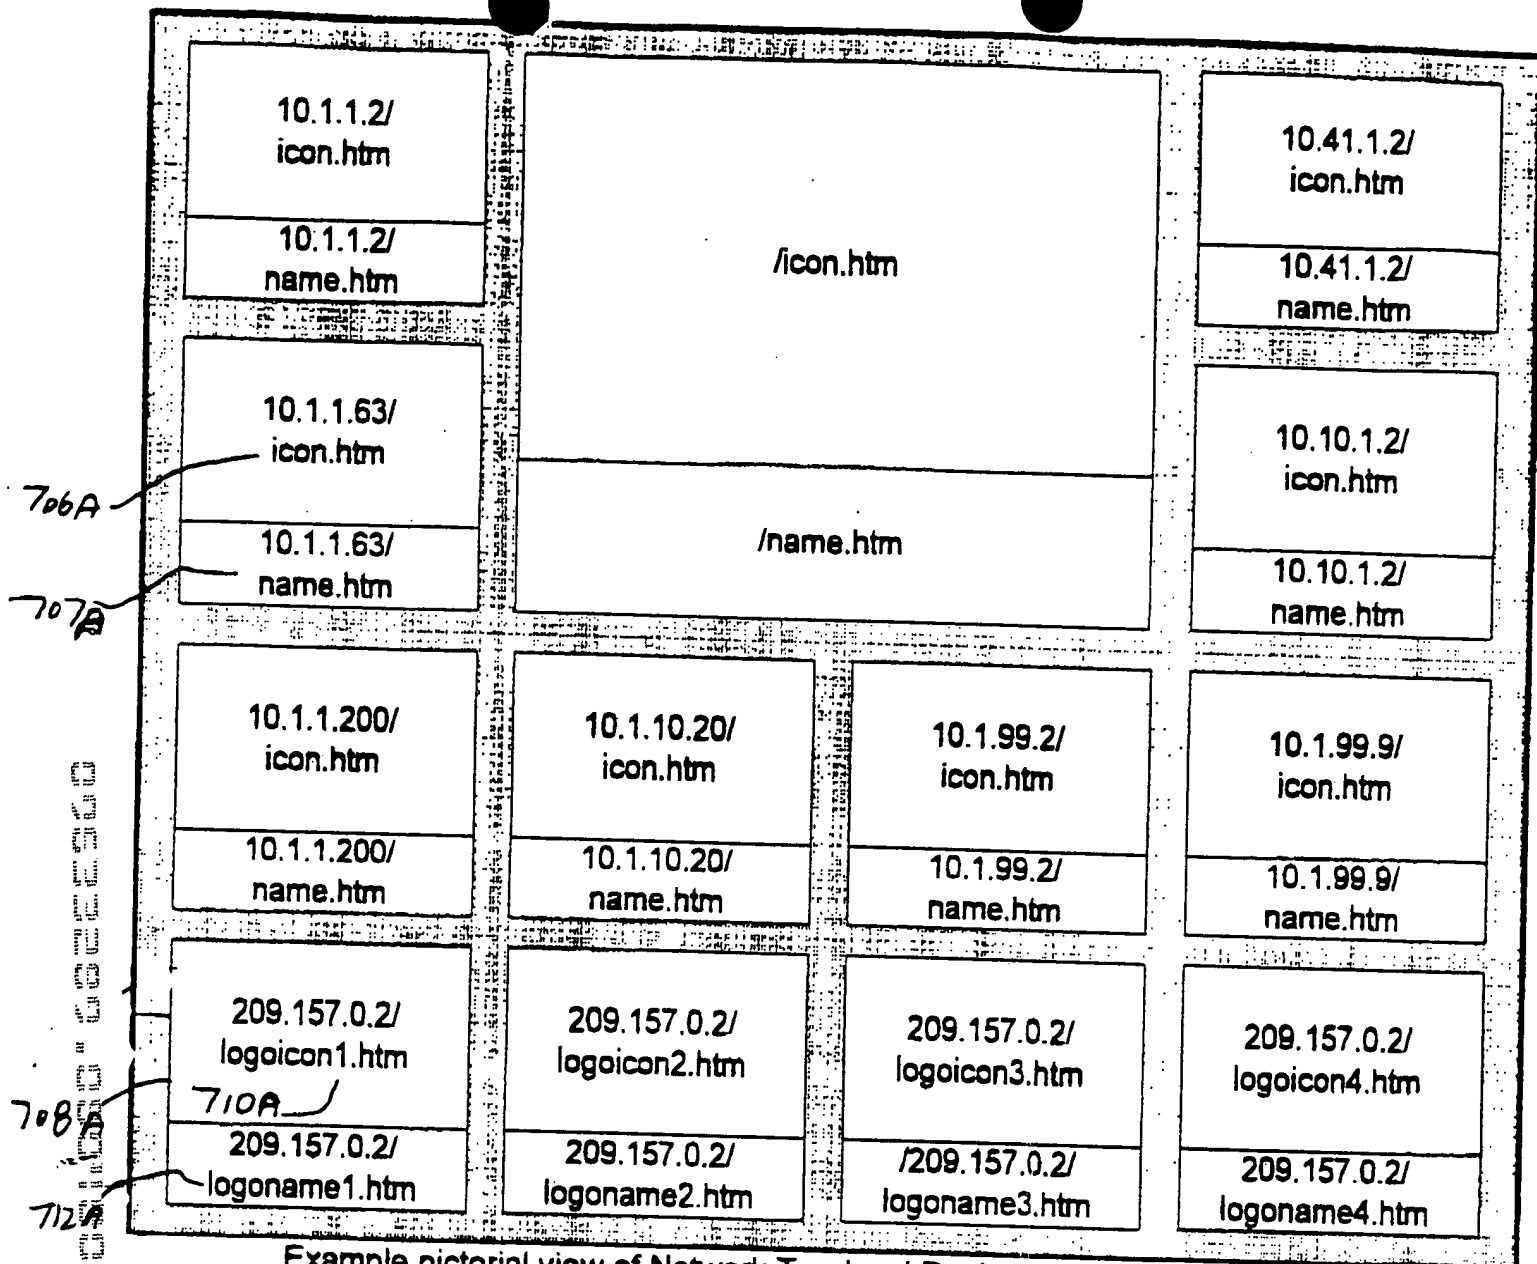 10.1.1.2/
icon.htm
10.1.1.2/
name.htm
/icon.htm
/name.htm
10.41.1.2/
icon.htm
10.41.1.2/
name.htm
10.1.1.63/
icon.htm
10.1.1.63/
name.htm
706A
707A
10.10.1.2/
icon.htm
10.10.1.2/
name.htm
10.1.1.200/
icon.htm
10.1.1.200/
name.htm
10.1.10.20/
icon.htm
10.1.10.20/
name.htm
10.1.99.2/
icon.htm
10.1.99.2/
name.htm
10.1.99.9/
icon.htm
10.1.99.9/
name.htm
209.157.0.2/
logoicon1.htm
710A
209.157.0.2/
logoname1.htm
708A
712A
209.157.0.2/
logoicon2.htm
209.157.0.2/
logoname2.htm
209.157.0.2/
logoicon3.htm
/209.157.0.2/
logoname3.htm
209.157.0.2/
logoicon4.htm
209.157.0.2/
logoname4.htm
Example pictorial view of Network